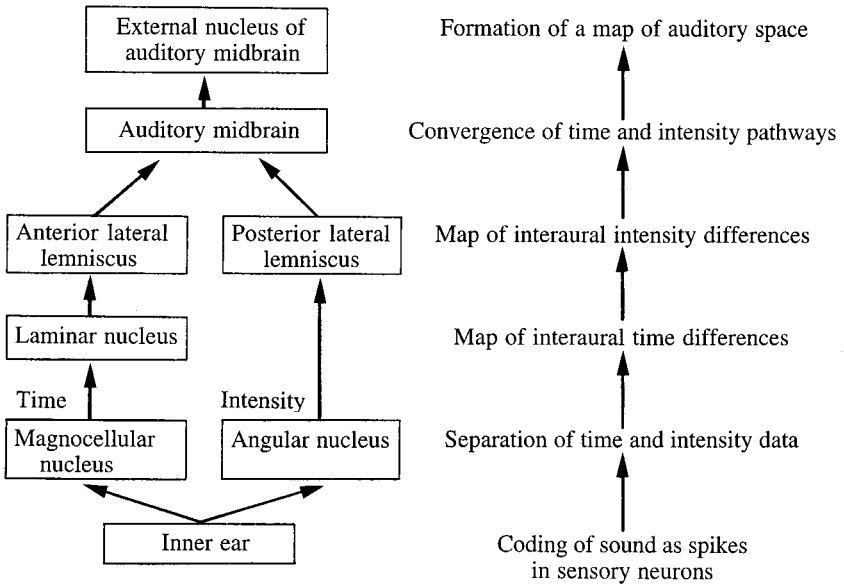 External nucleus of
auditory midbrain
Auditory midbrain
Anterior lateral
lemniscus
Posterior lateral
lemniscus
Laminar nucleus
Time
Intensity
Magnocellular
nucleus
Angular nucleus
Inner ear
Formation of a map of auditory space
Convergence of time and intensity pathways
Map of interaural intensity differences
Map of interaural time differences
Separation of time and intensity data
Coding of sound as spikes
in sensory neurons